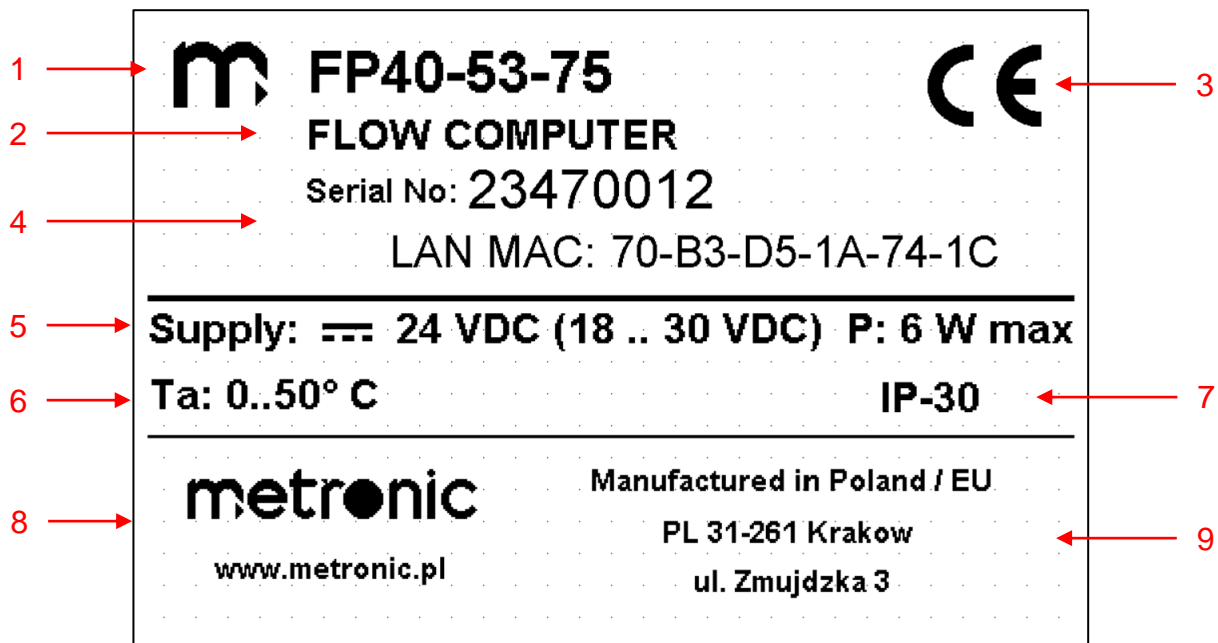 1 m FP40-53-75 CE 3
2 FLOW COMPUTER
Serial No: 23470012
4
LAN MAC: 70-B3-D5-1A-74-1C
5 Supply: ⎓ 24 VDC (18 .. 30 VDC) P: 6 W max
6 Ta: 0..50° C IP-30 7
metronic Manufactured in Poland / EU
8 PL 31-261 Krakow 9
www.metronic.pl ul. Zmujdzka 3